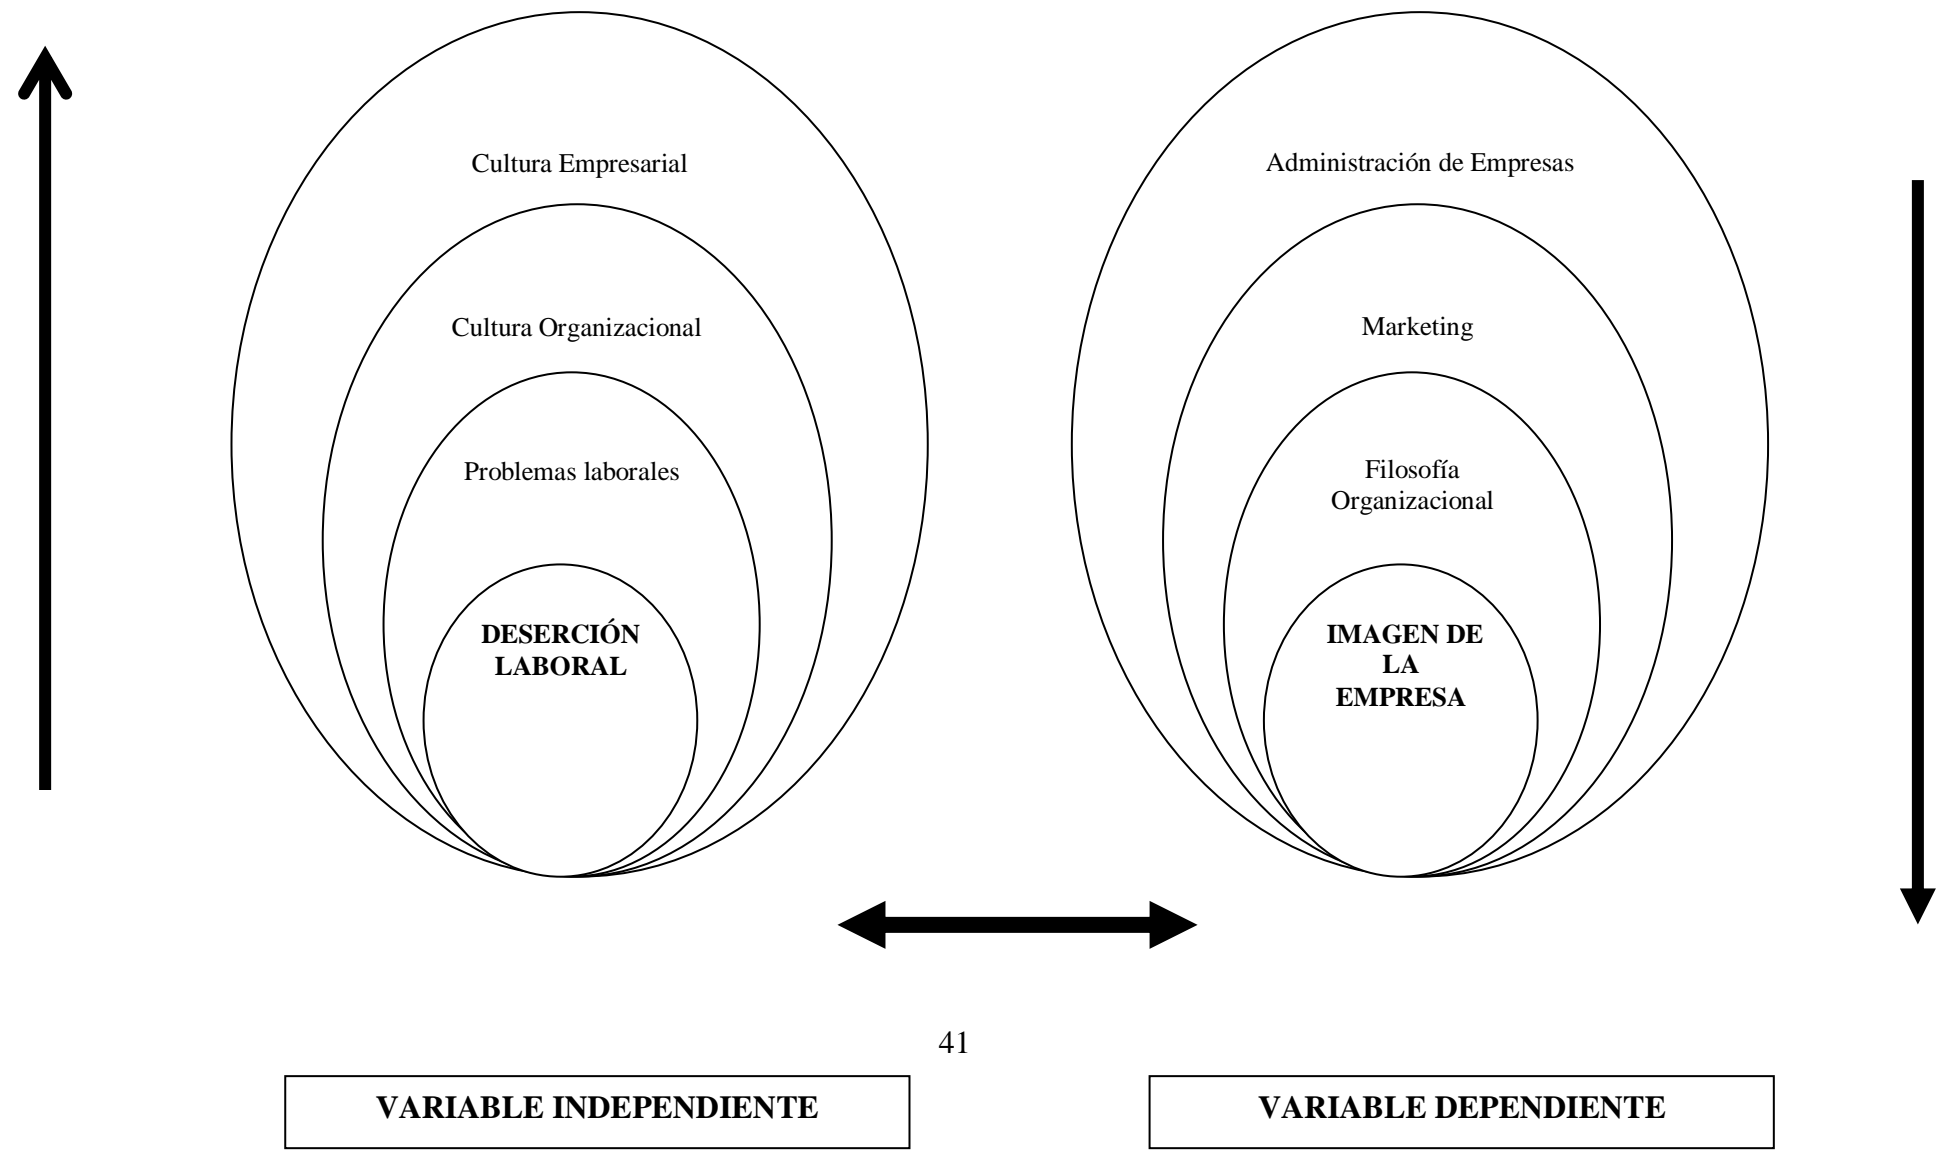 Cultura Empresarial
Cultura Organizacional
Problemas laborales
DESERCIÓN
LABORAL
Administración de Empresas
Marketing
Filosofía
Organizacional
IMAGEN DE
LA
EMPRESA
41
VARIABLE INDEPENDIENTE
VARIABLE DEPENDIENTE